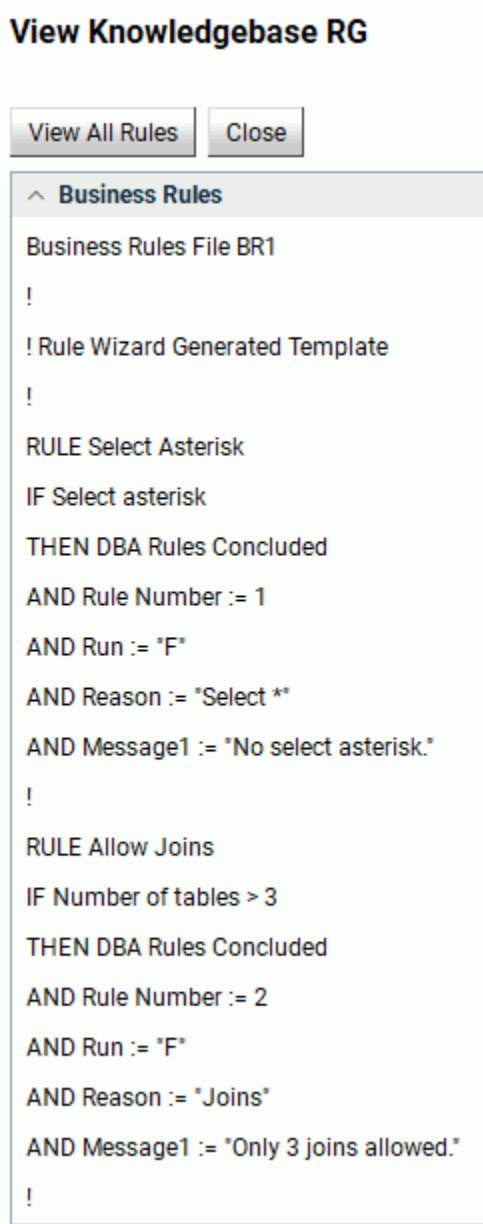 View Knowledgebase RG
View All Rules Close
Business Rules
Business Rules File BR1
!
! Rule Wizard Generated Template
!
RULE Select Asterisk
IF Select asterisk
THEN DBA Rules Concluded
AND Rule Number := 1
AND Run := "F"
AND Reason := "Select *"
AND Message1 := "No select asterisk."
!
RULE Allow Joins
IF Number of tables > 3
THEN DBA Rules Concluded
AND Rule Number := 2
AND Run := "F"
AND Reason := "Joins"
AND Message1 := "Only 3 joins allowed."
!